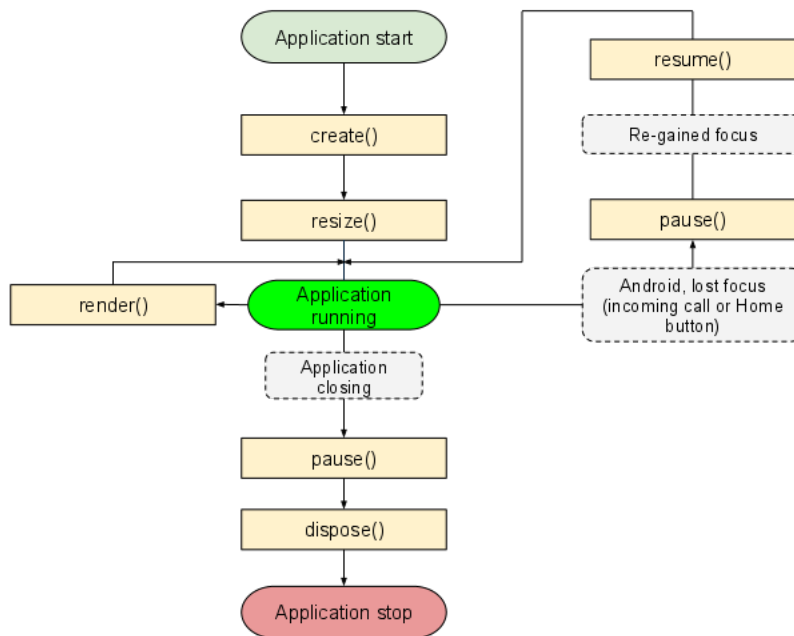 Application start
create()
resize()
render()
Application
running
Application
closing
pause()
dispose()
Application stop
resume()
Re-gained focus
pause()
Android, lost focus
(incoming call or Home
button)